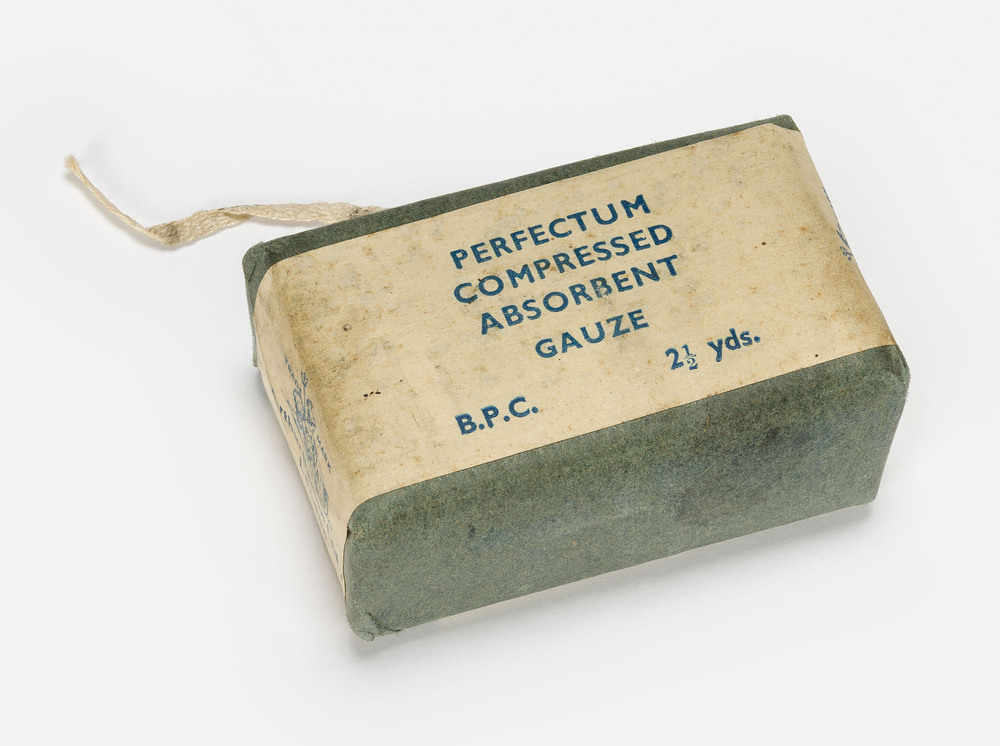 PERFECTUM
COMPRESSED
ABSORBENT
GAUZE
2½ yds.
B.P.C.